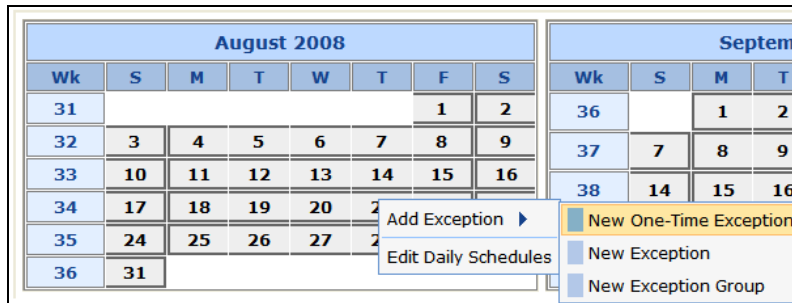 August 2008
Wk S M T W T F S
31 1 2
32 3 4 5 6 7 8 9
33 10 11 12 13 14 15 16
34 17 18 19 20
35 24 25 26 27
36 31
Septem
Wk S M T
36 1 2
37 7 8 9
38 14 15 16
Add Exception
Edit Daily Schedules
New One-Time Exception
New Exception
New Exception Group